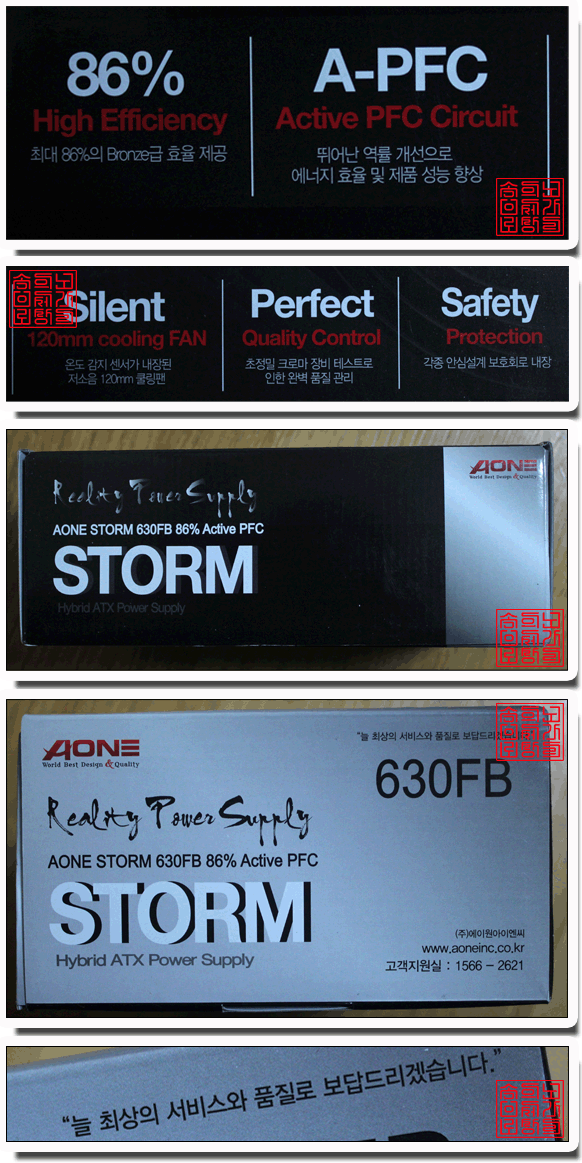 86%
High Efficiency
최대 86%의 Bronze급 효율 제공
A-PFC
Active PFC Circuit
뛰어난 역률 개선으로
에너지 효율 및 제품 성능 향상
Silent
120mm cooling FAN
온도 감지 센서가 내장된
저소음 120mm 쿨링팬
Perfect
Quality Control
초정밀 크로마 장비 테스트로
인한 완벽 품질 관리
Safety
Protection
각종 안심설계 보호회로 내장
Reality Power Supply
AONE STORM 630FB 86% Active PFC
STORM
Hybrid ATX Power Supply
AONE
World Best Design & Quality
AONE
World Best Design & Quality
"늘 최상의 서비스와 품질로 보답드리겠습니다."
630FB
Reality Power Supply
AONE STORM 630FB 86% Active PFC
STORM
Hybrid ATX Power Supply
(주)에이원아이엔씨
www.aoneinc.co.kr
고객지원실 : 1566 - 2621
"늘 최상의 서비스와 품질로 보답드리겠습니다."